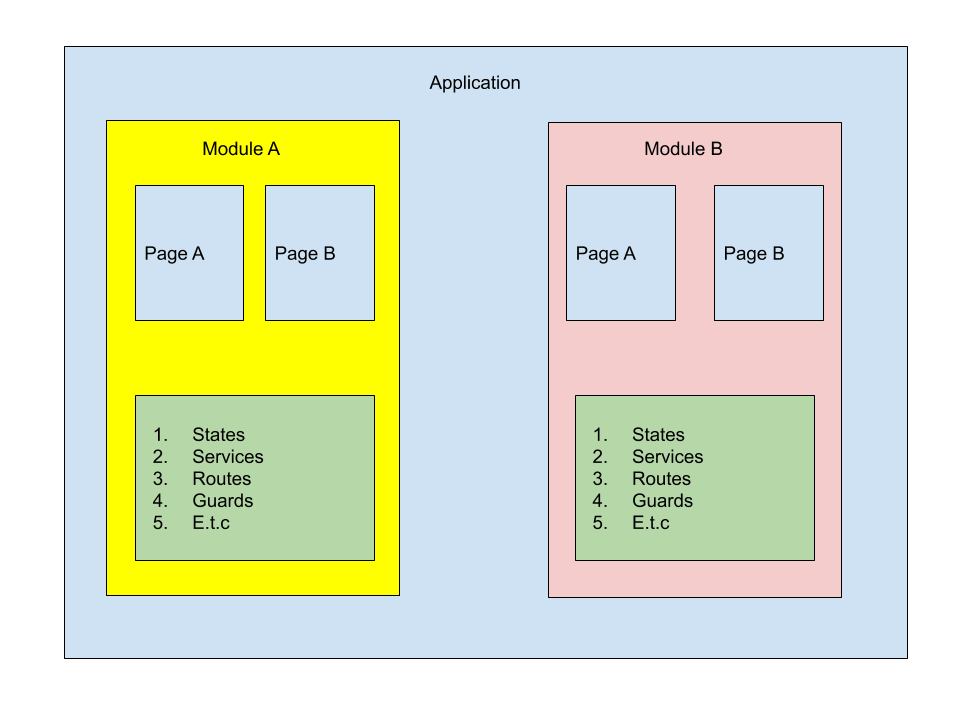 Application
Module A
Page A
Page B
1. States
2. Services
3. Routes
4. Guards
5. E.t.c
Module B
Page A
Page B
1. States
2. Services
3. Routes
4. Guards
5. E.t.c